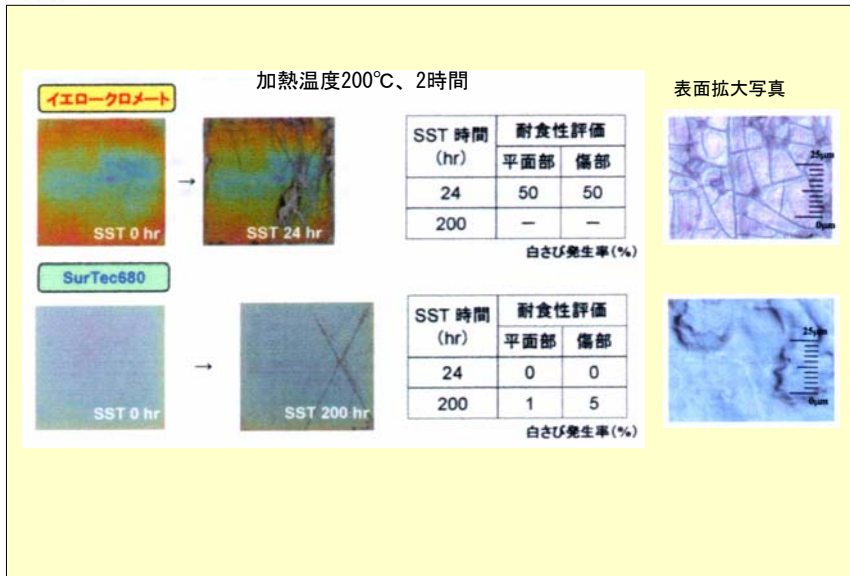 加熱温度200℃、2時間
表面拡大写真
イエロークロメート
SST 0 hr
→
SST 24 hr
SST 時間
(hr)
耐食性評価
平面部 傷部
24 50 50
200 － －
白さび発生率(%)
25μm
0μm
SurTec680
SST 0 hr
→
SST 200 hr
SST 時間
(hr)
耐食性評価
平面部 傷部
24 0 0
200 1 5
白さび発生率(%)
25μm
0μm